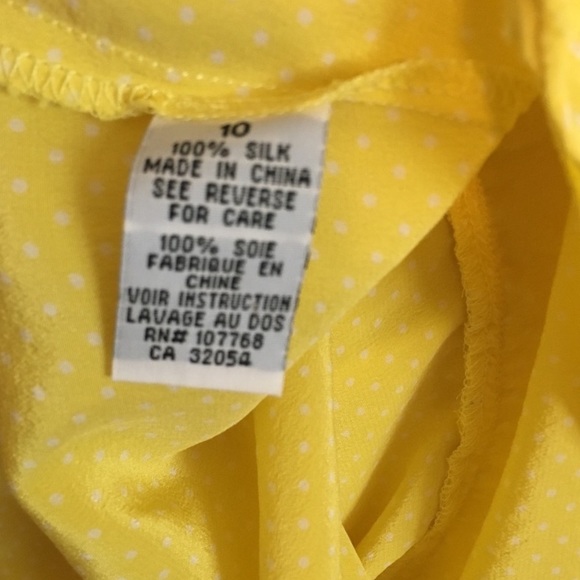 10
100% SILK
MADE IN CHINA
SEE REVERSE
FOR CARE
100% SOIE
FABRIQUE EN
CHINE
VOIR INSTRUCTION
LAVAGE AU DOS
RN# 107768
CA 32054